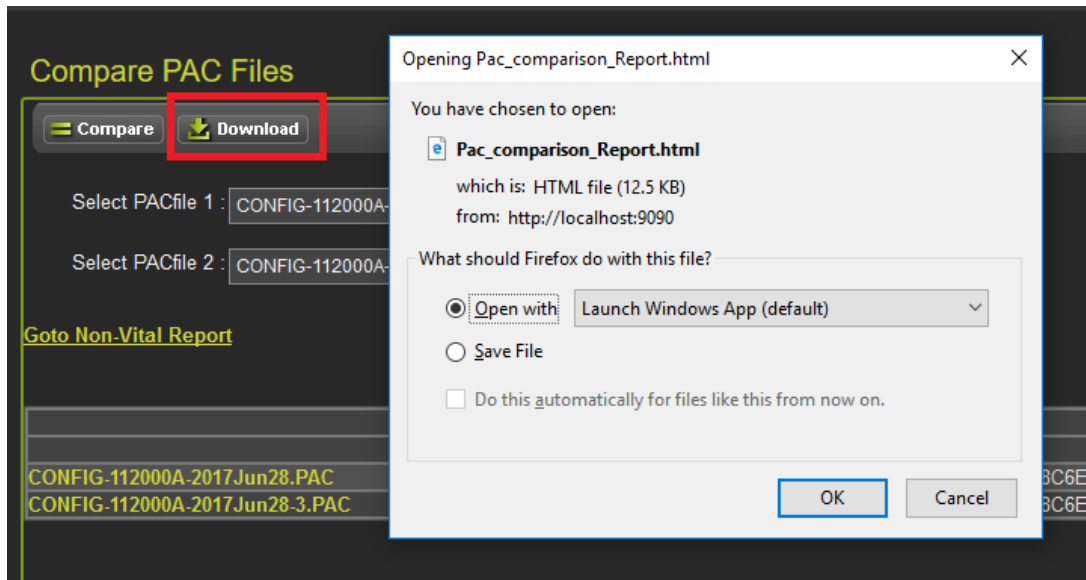 Compare PAC Files
Compare Download
Select PACfile 1 : CONFIG-112000A-
Select PACfile 2 : CONFIG-112000A-
Goto Non-Vital Report
CONFIG-112000A-2017Jun28.PAC
CONFIG-112000A-2017Jun28-3.PAC
Opening Pac_comparison_Report.html
You have chosen to open:
Pac_comparison_Report.html
which is: HTML file (12.5 KB)
from: http://localhost:9090
What should Firefox do with this file?
Open with Launch Windows App (default)
Save File
Do this automatically for files like this from now on.
OK Cancel